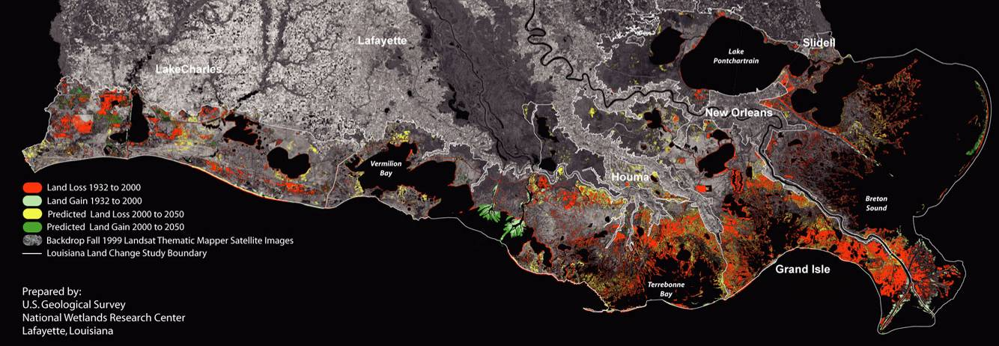 Lafayette
Slidell
Lake
Pontchartrain
LakeCharles
New Orleans
Vermilion
Bay
Houma
Breton
Sound
Land Loss 1932 to 2000
Land Gain 1932 to 2000
Predicted Land Loss 2000 to 2050
Predicted Land Gain 2000 to 2050
Backdrop Fall 1999 Landsat Thematic Mapper Satellite Images
Louisiana Land Change Study Boundary
Grand Isle
Terrebonne
Bay
Prepared by:
U.S. Geological Survey
National Wetlands Research Center
Lafayette, Louisiana